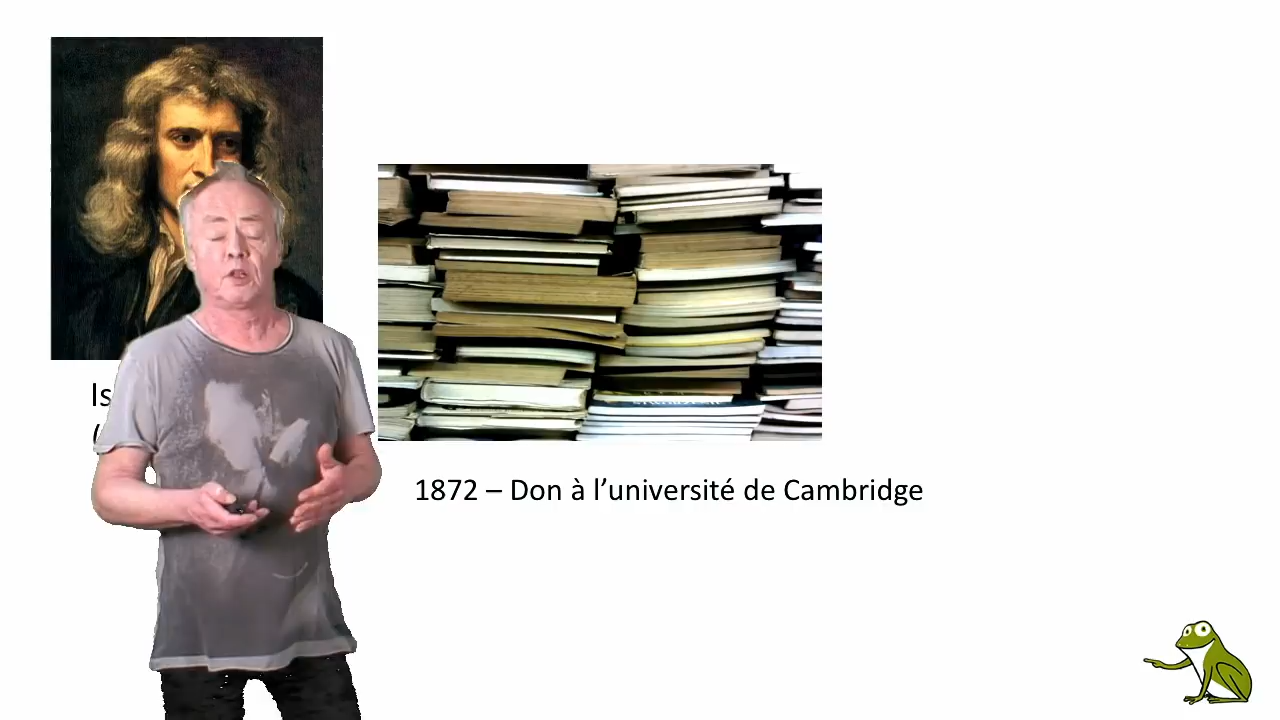 Is
(
1872 – Don à l’université de Cambridge